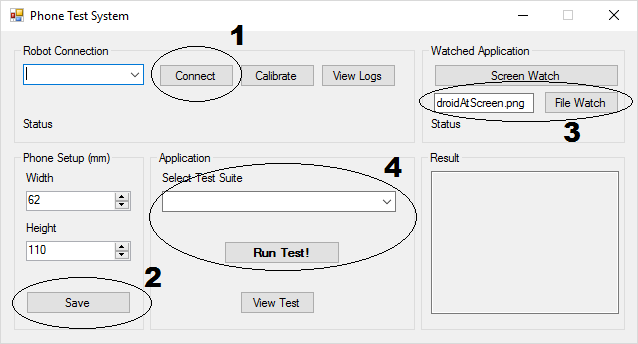 Phone Test System
1
Robot Connection
Connect
Calibrate
View Logs
Status
Watched Application
Screen Watch
droidAtScreen.png
File Watch
Status
3
Phone Setup (mm)
Width
62
Height
110
2
Save
Application
4
Select Test Suite
Run Test!
View Test
Result